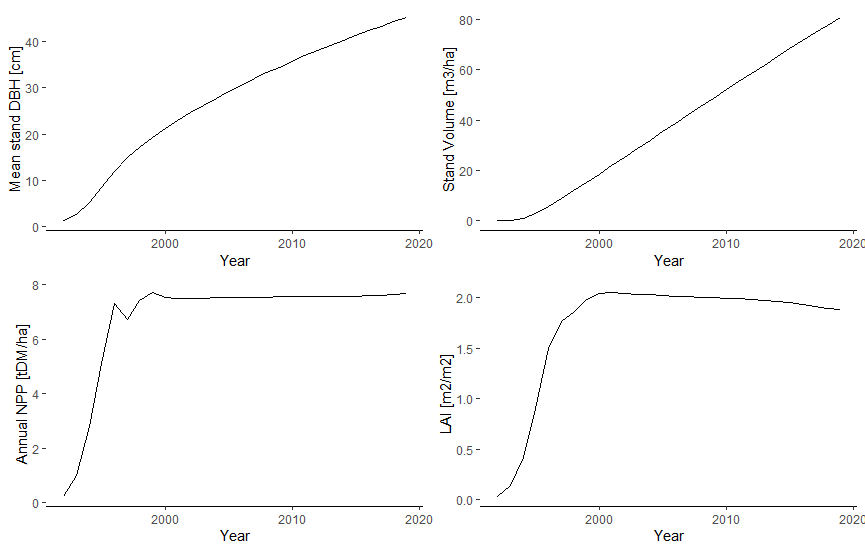 Mean stand DBH [cm]
40
30
20
10
0
2000 2010 2020
Year
Stand Volume [m3/ha]
80
60
40
20
0
2000 2010 2020
Year
Annual NPP [tDM/ha]
8
6
4
2
0
2000 2010 2020
Year
LAI [m2/m2]
2.0
1.5
1.0
0.5
0.0
2000 2010 2020
Year